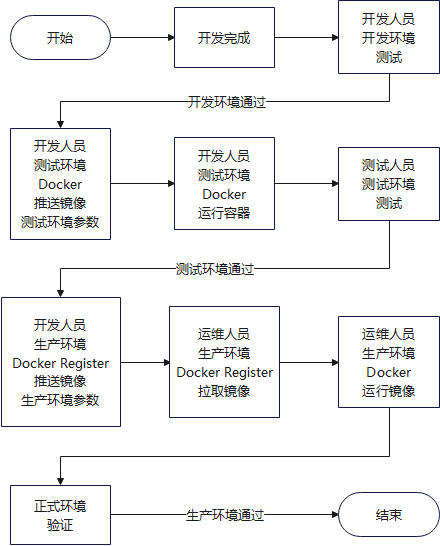 开始
开发完成
开发人员
开发环境
测试
开发环境通过
开发人员
测试环境
Docker
推送镜像
测试环境参数
开发人员
测试环境
Docker
运行容器
测试人员
测试环境
测试
测试环境通过
开发人员
生产环境
Docker Register
推送镜像
生产环境参数
运维人员
生产环境
Docker Register
拉取镜像
运维人员
生产环境
Docker
运行镜像
正式环境
验证
生产环境通过
结束